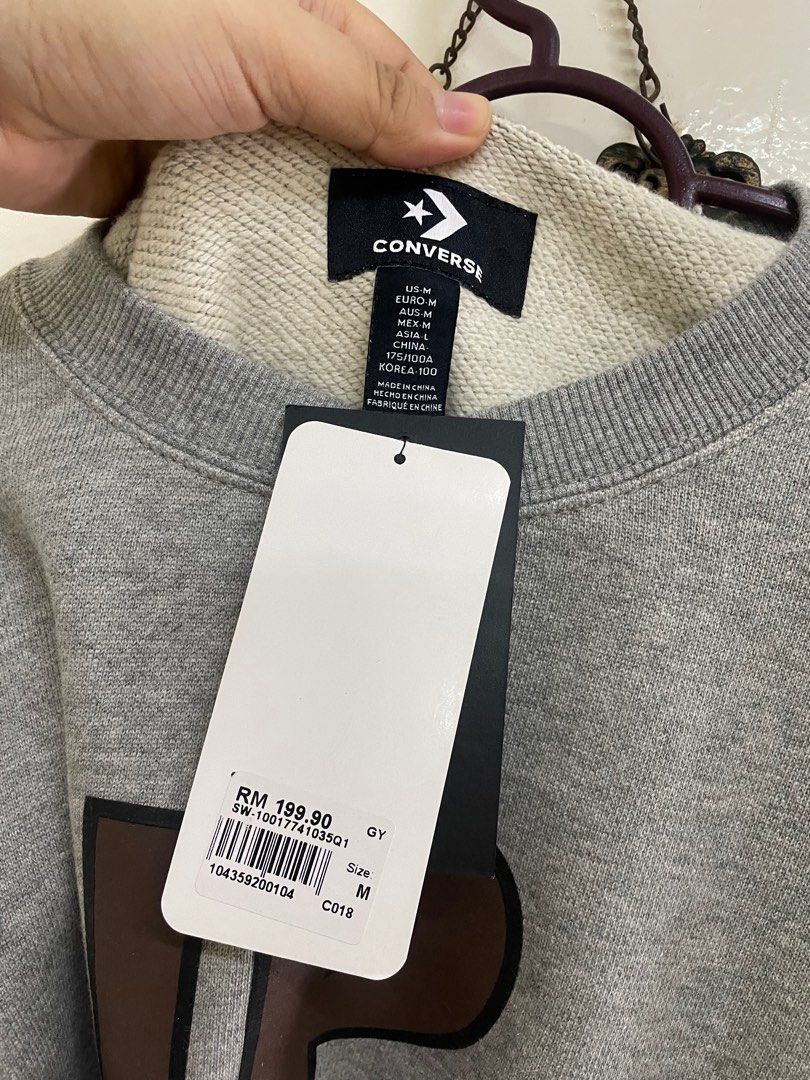 CONVERSE
US-M
EURO-M
AUS-M
MEX-M
ASIA-L
CHINA-
175/100A
KOREA-100
MADE IN CHINA
HECHO EN CHINA
FABRIQUÉ EN CHINE
RM 199.90
GY
SW-10017741035Q1
Size:
M
104359200104
C018